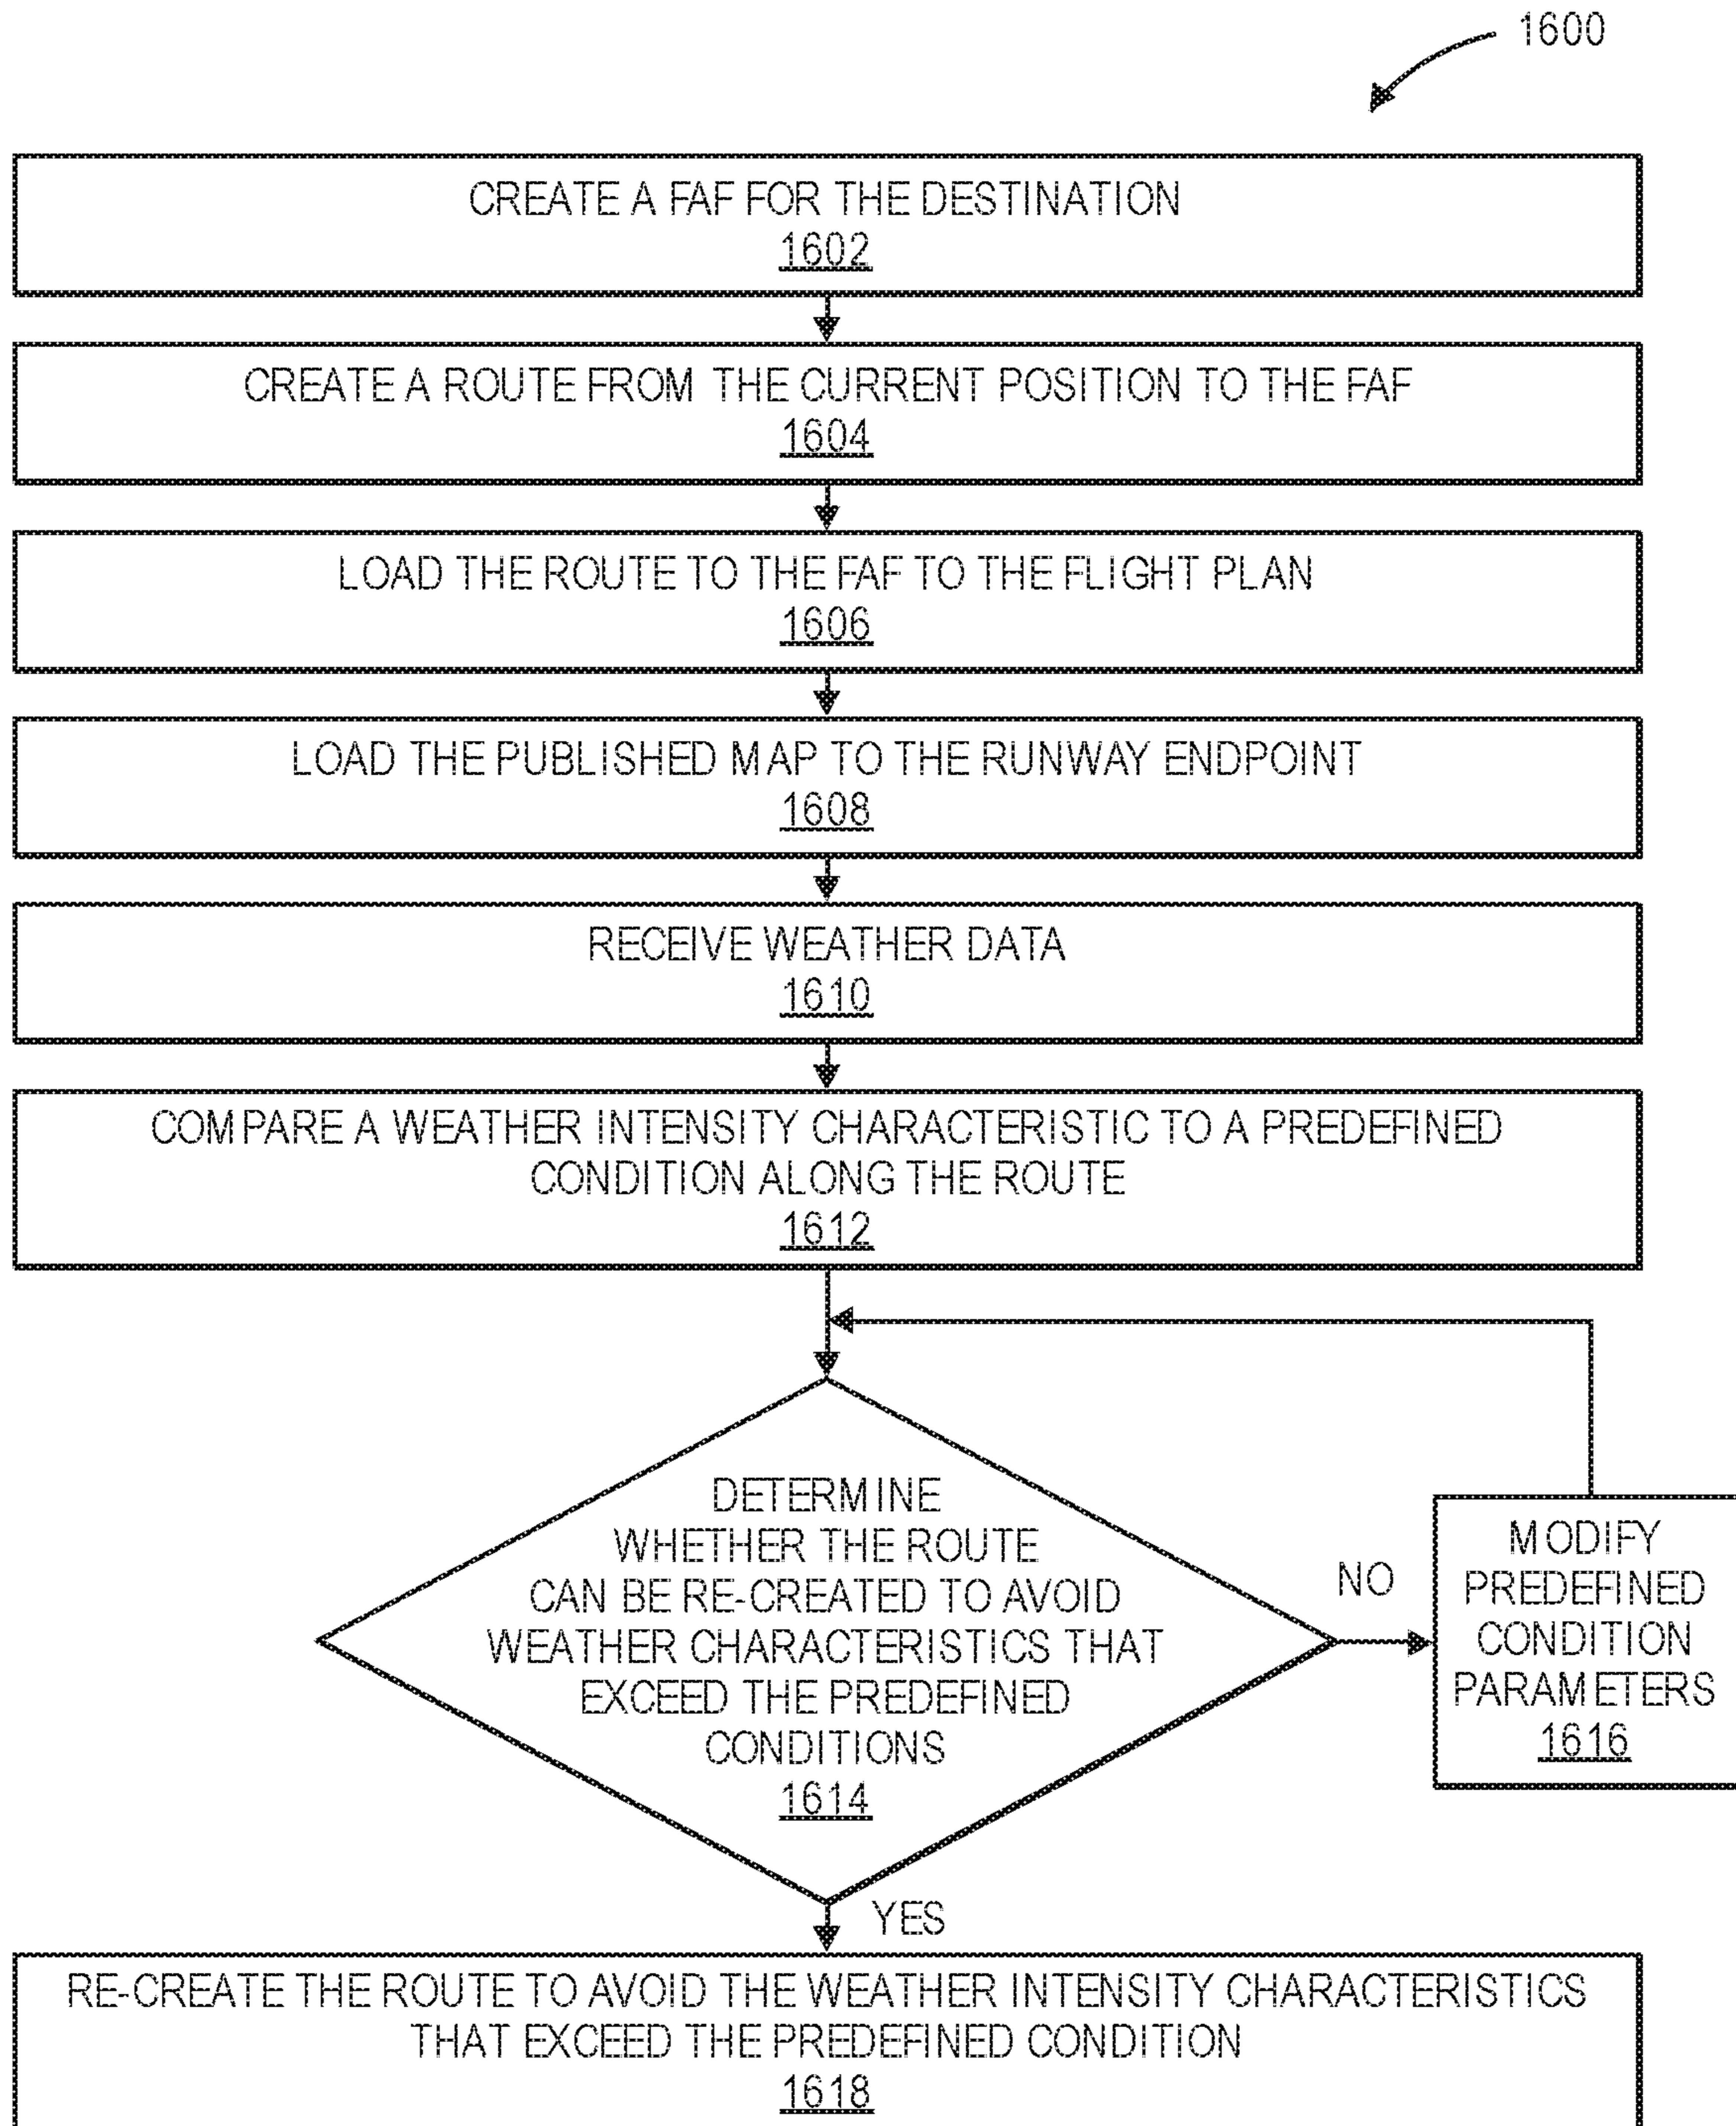 1600
CREATE A FAF FOR THE DESTINATION
1602
CREATE A ROUTE FROM THE CURRENT POSITION TO THE FAF
1604
LOAD THE ROUTE TO THE FAF TO THE FLIGHT PLAN
1606
LOAD THE PUBLISHED MAP TO THE RUNWAY ENDPOINT
1608
RECEIVE WEATHER DATA
1610
COMPARE A WEATHER INTENSITY CHARACTERISTIC TO A PREDEFINED
CONDITION ALONG THE ROUTE
1612
DETERMINE
WHETHER THE ROUTE
CAN BE RE-CREATED TO AVOID
WEATHER CHARACTERISTICS THAT
EXCEED THE PREDEFINED
CONDITIONS
1614
NO
MODIFY
PREDEFINED
CONDITION
PARAMETERS
1616
YES
RE-CREATE THE ROUTE TO AVOID THE WEATHER INTENSITY CHARACTERISTICS
THAT EXCEED THE PREDEFINED CONDITION
1618